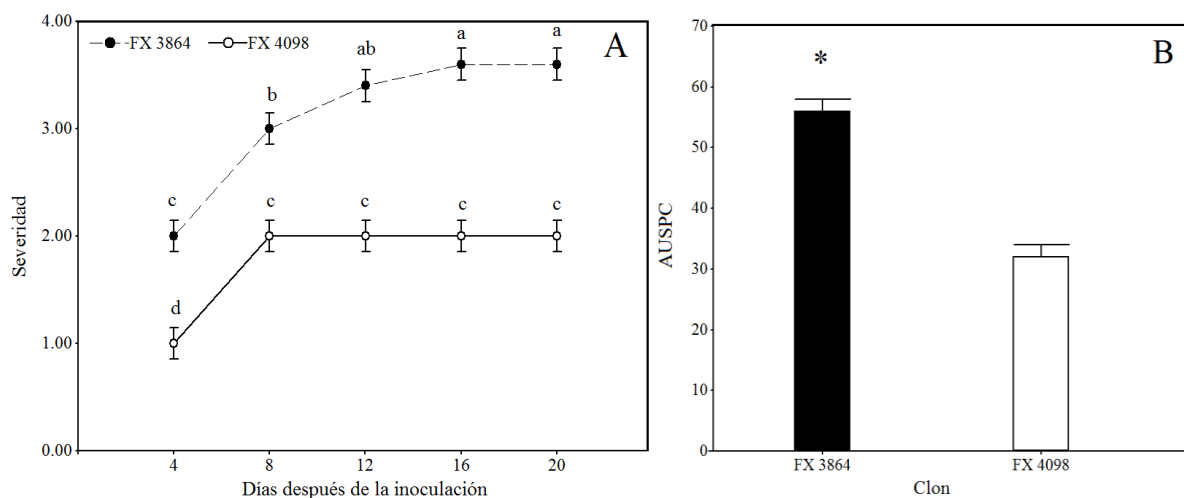 4.00
3.00
2.00
1.00
0.00
Severidad
-FX 3864
FX 4098
A
c
b
ab
a
a
d
c
c
c
c
4
8
12
16
20
Días después de la inoculación
70
60
50
40
30
20
10
0
AUSPC
B
*
FX 3864
FX 4098
Clon